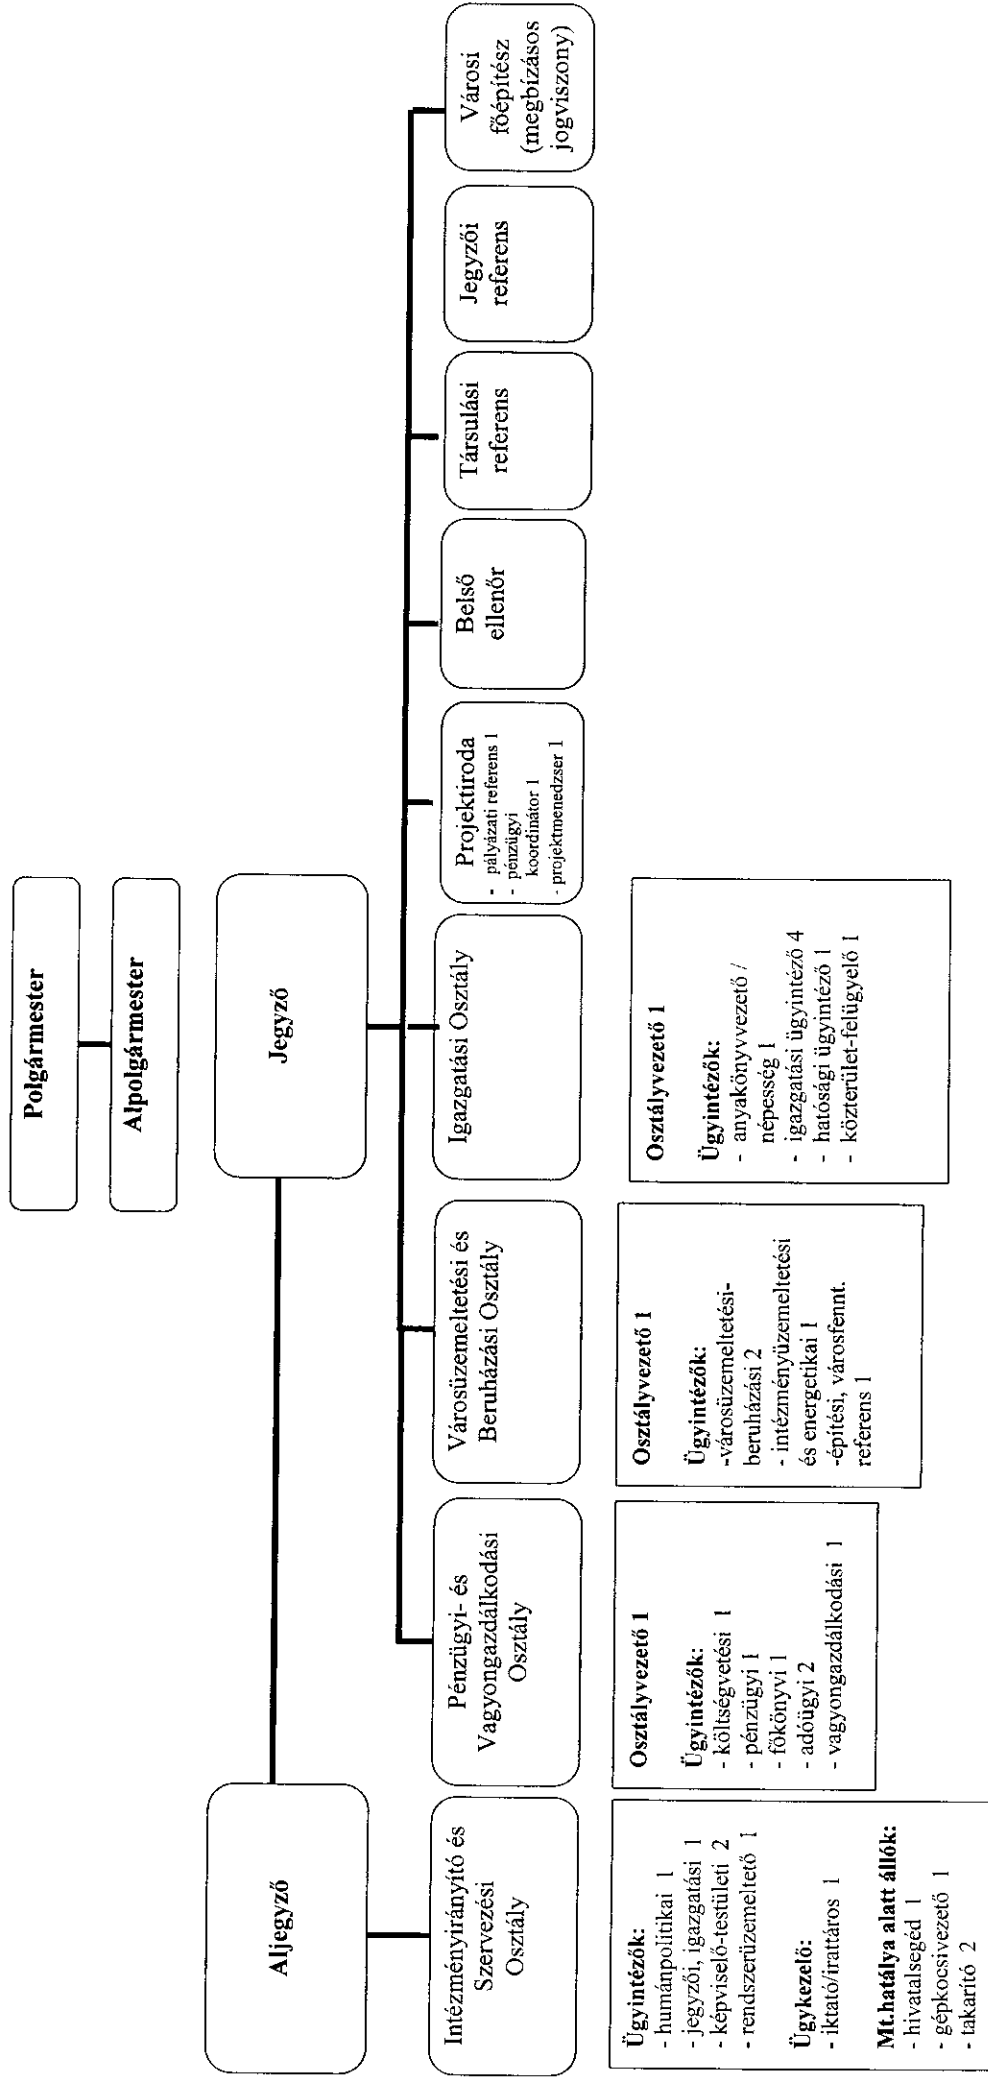 Polgármester
Alpolgármester
Aljegyző
Jegyző
Intézményirányító és
Szervezési
Osztály
Pénzügyi- és
Vagyongazdálkodási
Osztály
Városüzemeltetési és
Beruházási Osztály
Igazgatási Osztály
Projektiroda
- pályázati referens 1
- pénzügyi
koordinátor 1
- projektmenedzser 1
Belső
ellenőr
Társulási
referens
Jegyzői
referens
Városi
főépítész
(megbízásos
jogviszony)
Ügyintézők:
- humánpolitikai 1
- jegyzői, igazgatási 1
- képviselő-testületi 2
- rendszerüzemeltető 1
Ügykezelő:
- iktató/irattáros 1
Mt.hatálya alatt állók:
- hivatalsegéd 1
- gépkocsivezető 1
- takarító 2
Osztályvezető 1
Ügyintézők:
- költségvetési 1
- pénzügyi 1
- főkönyvi 1
- adóügyi 2
- vagyongazdálkodási 1
Osztályvezető 1
Ügyintézők:
-városüzemeltetési-
beruházási 2
- intézményüzemeltetési
és energetikai 1
-építési, városfennt.
referens 1
Osztályvezető 1
Ügyintézők:
- anyakönyvvezető /
népesség 1
- igazgatási ügyintéző 4
- hatósági ügyintéző 1
- közterület-felügyelő 1